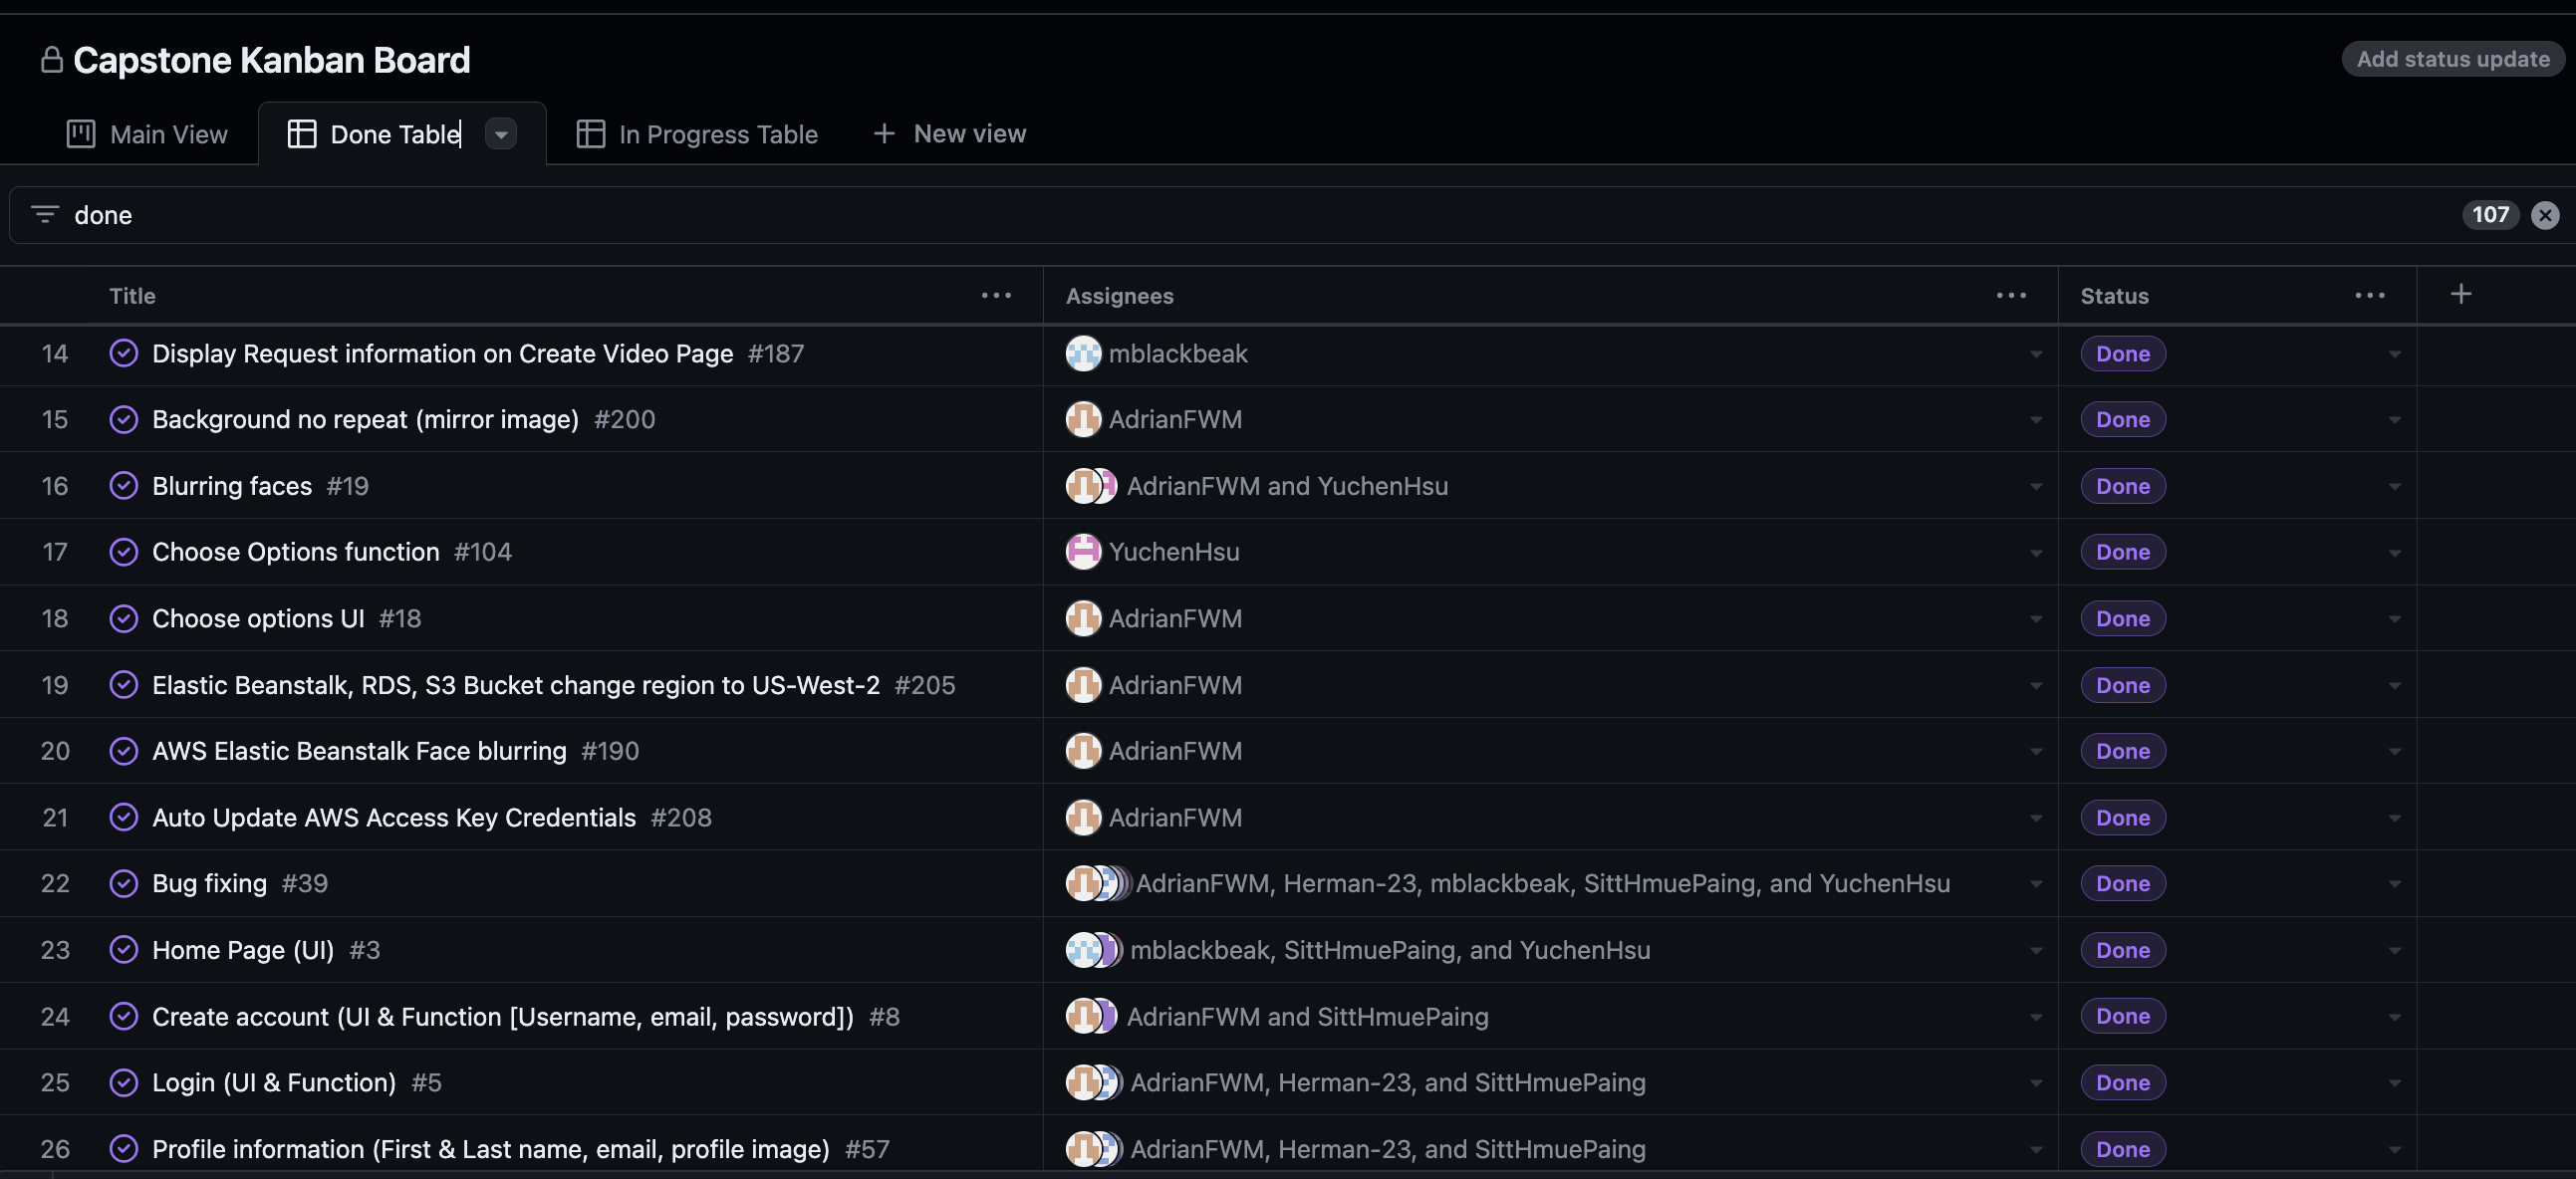 Capstone Kanban Board
Add status update
Main View
Done Table
In Progress Table
+ New view
done
107
Title ... Assignees ... Status ... +
14 Display Request information on Create Video Page #187 mblackbeak Done
15 Background no repeat (mirror image) #200 AdrianFWM Done
16 Blurring faces #19 AdrianFWM and YuchenHsu Done
17 Choose Options function #104 YuchenHsu Done
18 Choose options UI #18 AdrianFWM Done
19 Elastic Beanstalk, RDS, S3 Bucket change region to US-West-2 #205 AdrianFWM Done
20 AWS Elastic Beanstalk Face blurring #190 AdrianFWM Done
21 Auto Update AWS Access Key Credentials #208 AdrianFWM Done
22 Bug fixing #39 AdrianFWM, Herman-23, mblackbeak, SittHmuePaing, and YuchenHsu Done
23 Home Page (UI) #3 mblackbeak, SittHmuePaing, and YuchenHsu Done
24 Create account (UI & Function [Username, email, password]) #8 AdrianFWM and SittHmuePaing Done
25 Login (UI & Function) #5 AdrianFWM, Herman-23, and SittHmuePaing Done
26 Profile information (First & Last name, email, profile image) #57 AdrianFWM, Herman-23, and SittHmuePaing Done